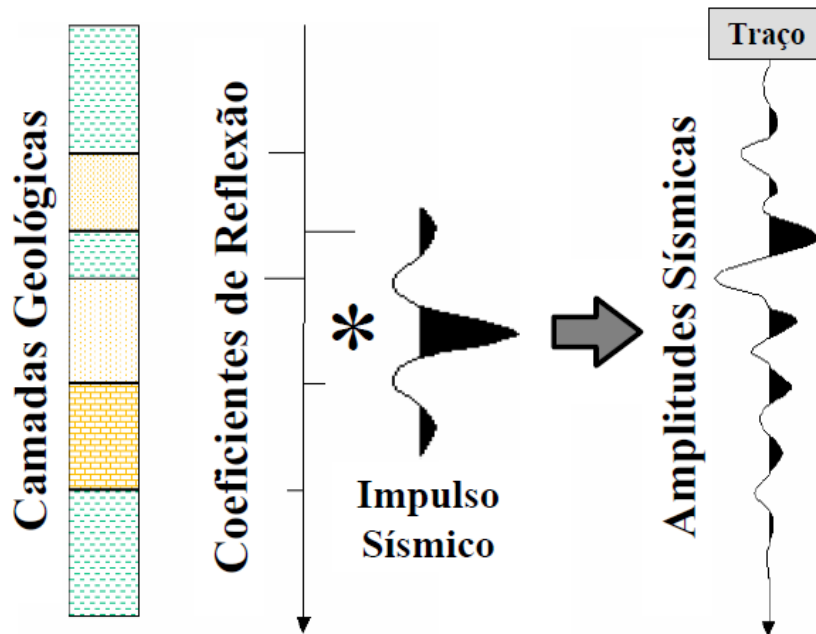 Camadas Geológicas
Coeficientes de Reflexão
*
Impulso
Sísmico
Amplitudes Sísmicas
Traço